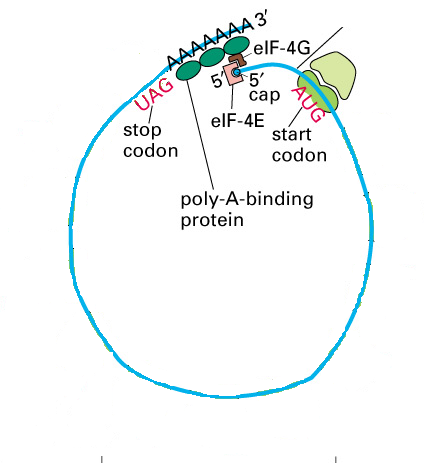 AAAAAAA 3′
eIF-4G
5′ 5′
cap
eIF-4E
UAG
AUG
stop
codon
start
codon
poly-A-binding
protein